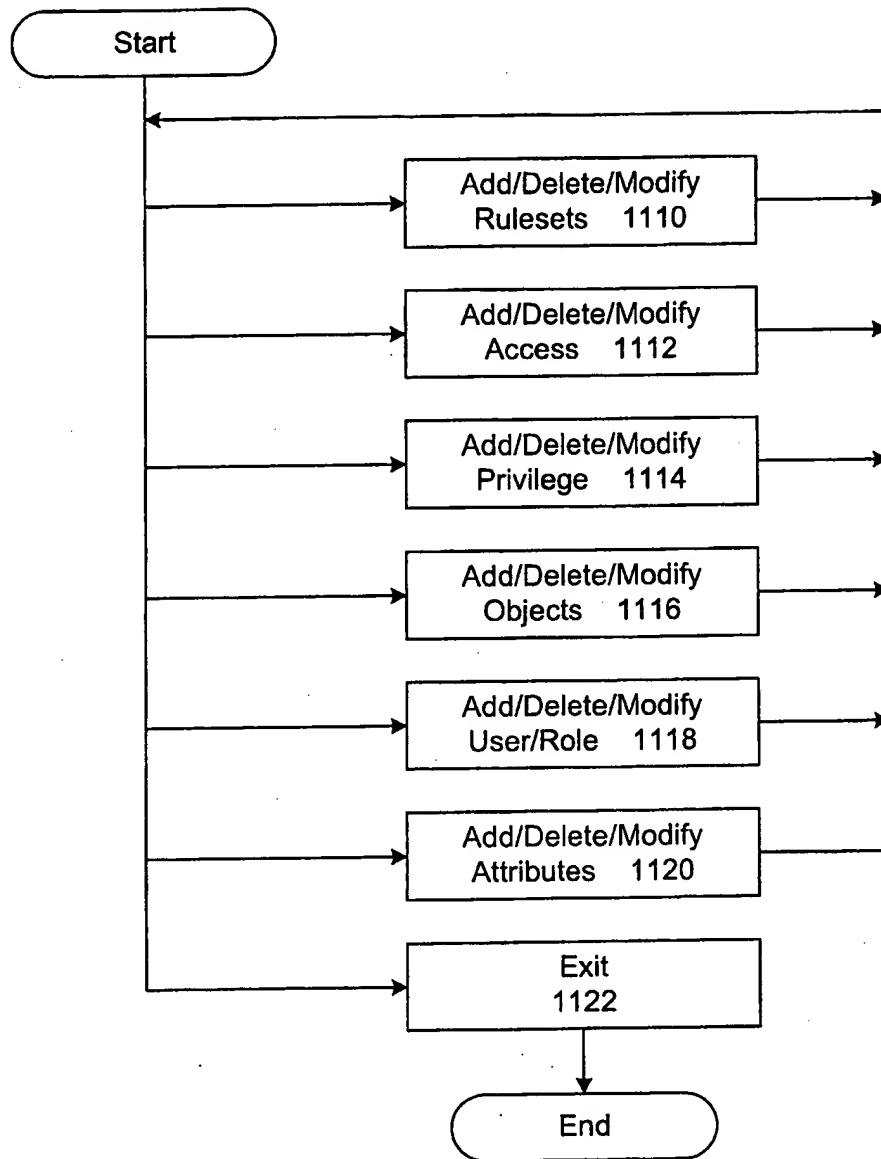 Start
Add/Delete/Modify
Rulesets 1110
Add/Delete/Modify
Access 1112
Add/Delete/Modify
Privilege 1114
Add/Delete/Modify
Objects 1116
Add/Delete/Modify
User/Role 1118
Add/Delete/Modify
Attributes 1120
Exit
1122
End